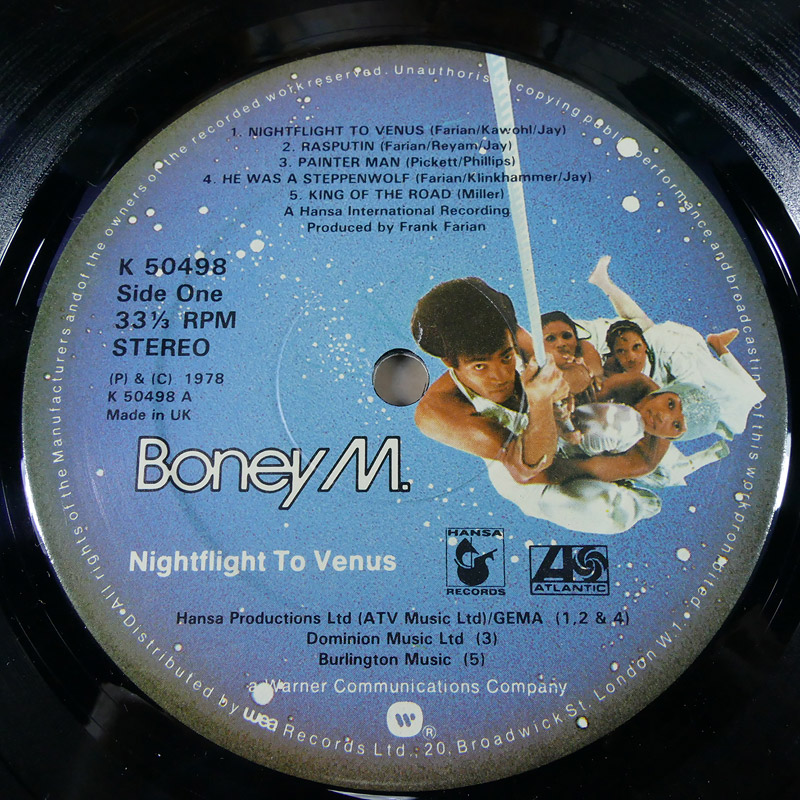 1. NIGHTFLIGHT TO VENUS (Farian/Kawohl/Jay)
2. RASPUTIN (Farian/Reyam/Jay)
3. PAINTER MAN (Pickett/Phillips)
4. HE WAS A STEPPENWOLF (Farian/Klinkhammer/Jay)
5. KING OF THE ROAD (Miller)
A Hansa International Recording
Produced by Frank Farian
K 50498
Side One
33⅓ RPM
STEREO
(P) & (C) 1978
K 50498 A
Made in UK
Boney M.
Nightflight To Venus
HANSA
RECORDS
ATLANTIC
Hansa Productions Ltd (ATV Music Ltd)/GEMA (1,2 & 4)
Dominion Music Ltd (3)
Burlington Music (5)
a Warner Communications Company
®
All rights of the Manufacturers and of the owners of the recorded work reserved. Unauthoris copying public performance and broadcasting of this work prohibited.
Distributed by wea Records Ltd., 20, Broadwick St. London W.1.